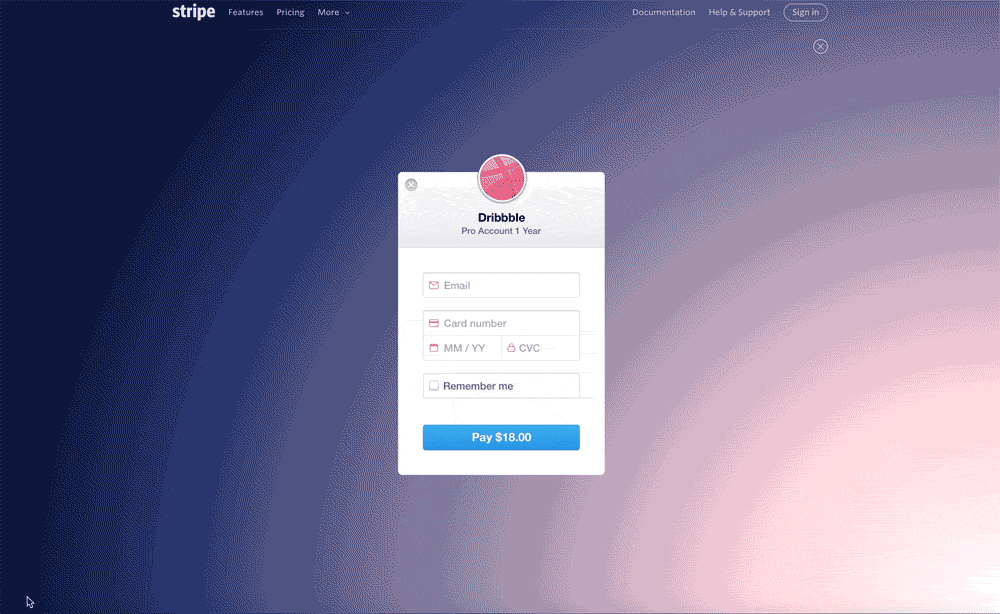 stripe Features Pricing More Documentation Help & Support Sign in
Dribbble
Pro Account 1 Year
Email
Card number
MM / YY CVC
Remember me
Pay $18.00